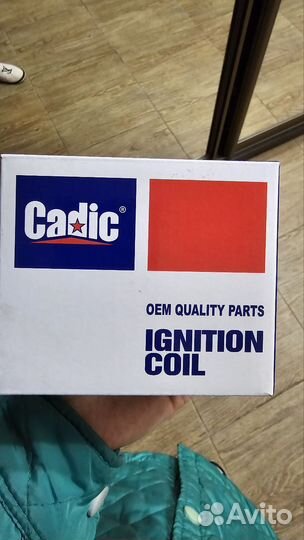 Cadic®
OEM QUALITY PARTS
IGNITION
COIL
Avito